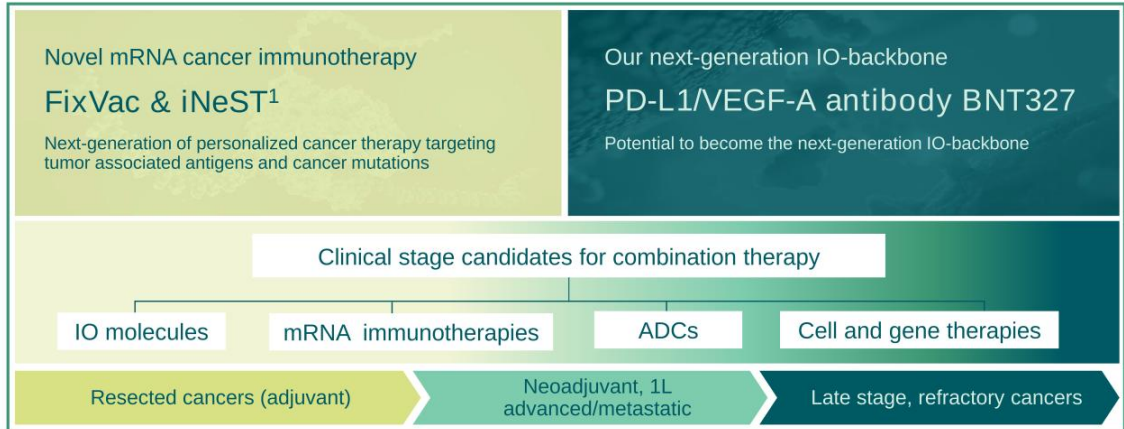 Novel mRNA cancer immunotherapy
FixVac & iNeST¹
Next-generation of personalized cancer therapy targeting
tumor associated antigens and cancer mutations
Our next-generation IO-backbone
PD-L1/VEGF-A antibody BNT327
Potential to become the next-generation IO-backbone
Clinical stage candidates for combination therapy
IO molecules
mRNA immunotherapies
ADCs
Cell and gene therapies
Resected cancers (adjuvant)
Neoadjuvant, 1L
advanced/metastatic
Late stage, refractory cancers